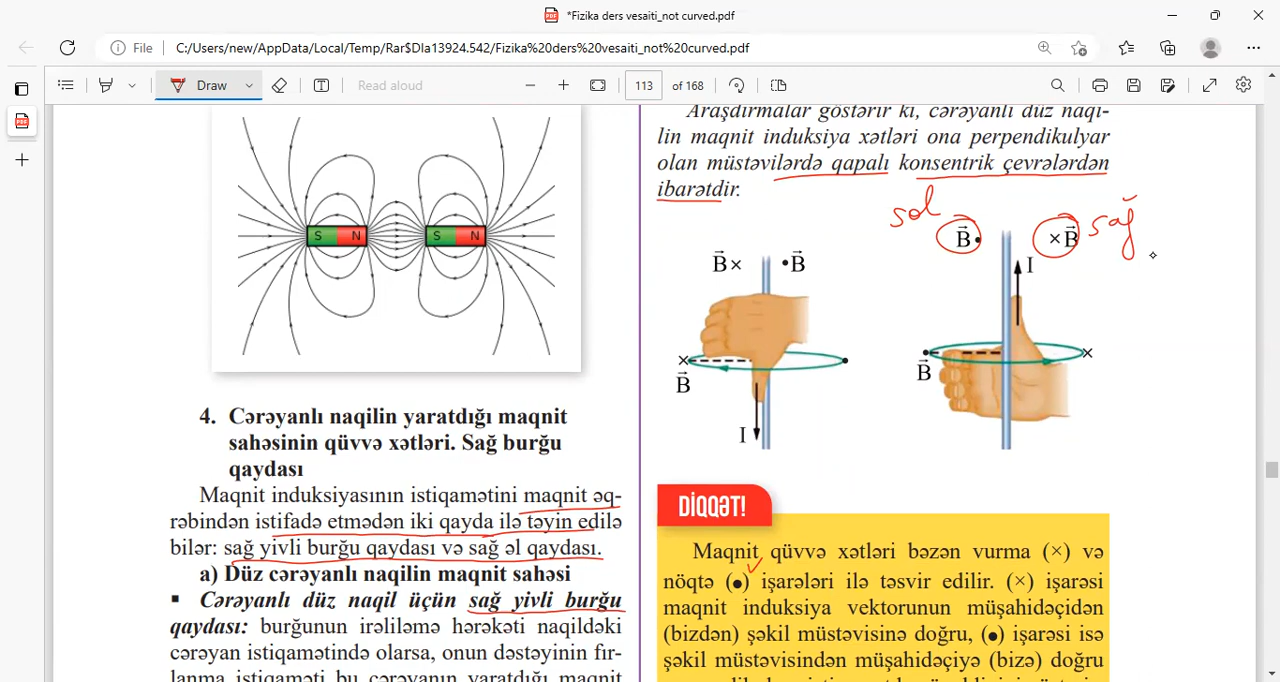 *Fizika ders vesaiti_not curved.pdf
File
C:/Users/new/AppData/Local/Temp/Rar$DIa13924.542/Fizika%20ders%20vesaiti_not%20curved.pdf
Draw
Read aloud
113 of 168
S N S N
4. Cərəyanlı naqilin yaratdığı maqnit
sahəsinin qüvvə xətləri. Sağ burğu
qaydası
Maqnit induksiyasının istiqamətini maqnit əq-
rəbindən istifadə etmədən iki qayda ilə təyin edilə
bilər: sağ yivli burğu qaydası və sağ əl qaydası.
a) Düz cərəyanlı naqilin maqnit sahəsi
▪ Cərəyanlı düz naqil üçün sağ yivli burğu
qaydası: burğunun irəliləmə hərəkəti naqildəki
cərəyan istiqamətində olarsa, onun dəstəyinin fır-
lanma istiqaməti bu cərəyanın yaratdığı maqnit
Araşdırmalar göstərir ki, cərəyanlı düz naqi-
lin maqnit induksiya xətləri ona perpendikulyar
olan müstəvilərdə qapalı konsentrik çevrələrdən
ibarətdir.
sol B⃗• ×B⃗ sağ
B⃗× •B⃗
I
× B⃗
I
B⃗ ×
DİQQƏT!
Maqnit qüvvə xətləri bəzən vurma (×) və
nöqtə (●) işarələri ilə təsvir edilir. (×) işarəsi
maqnit induksiya vektorunun müşahidəçidən
(bizdən) şəkil müstəvisinə doğru, (●) işarəsi isə
şəkil müstəvisindən müşahidəçiyə (bizə) doğru